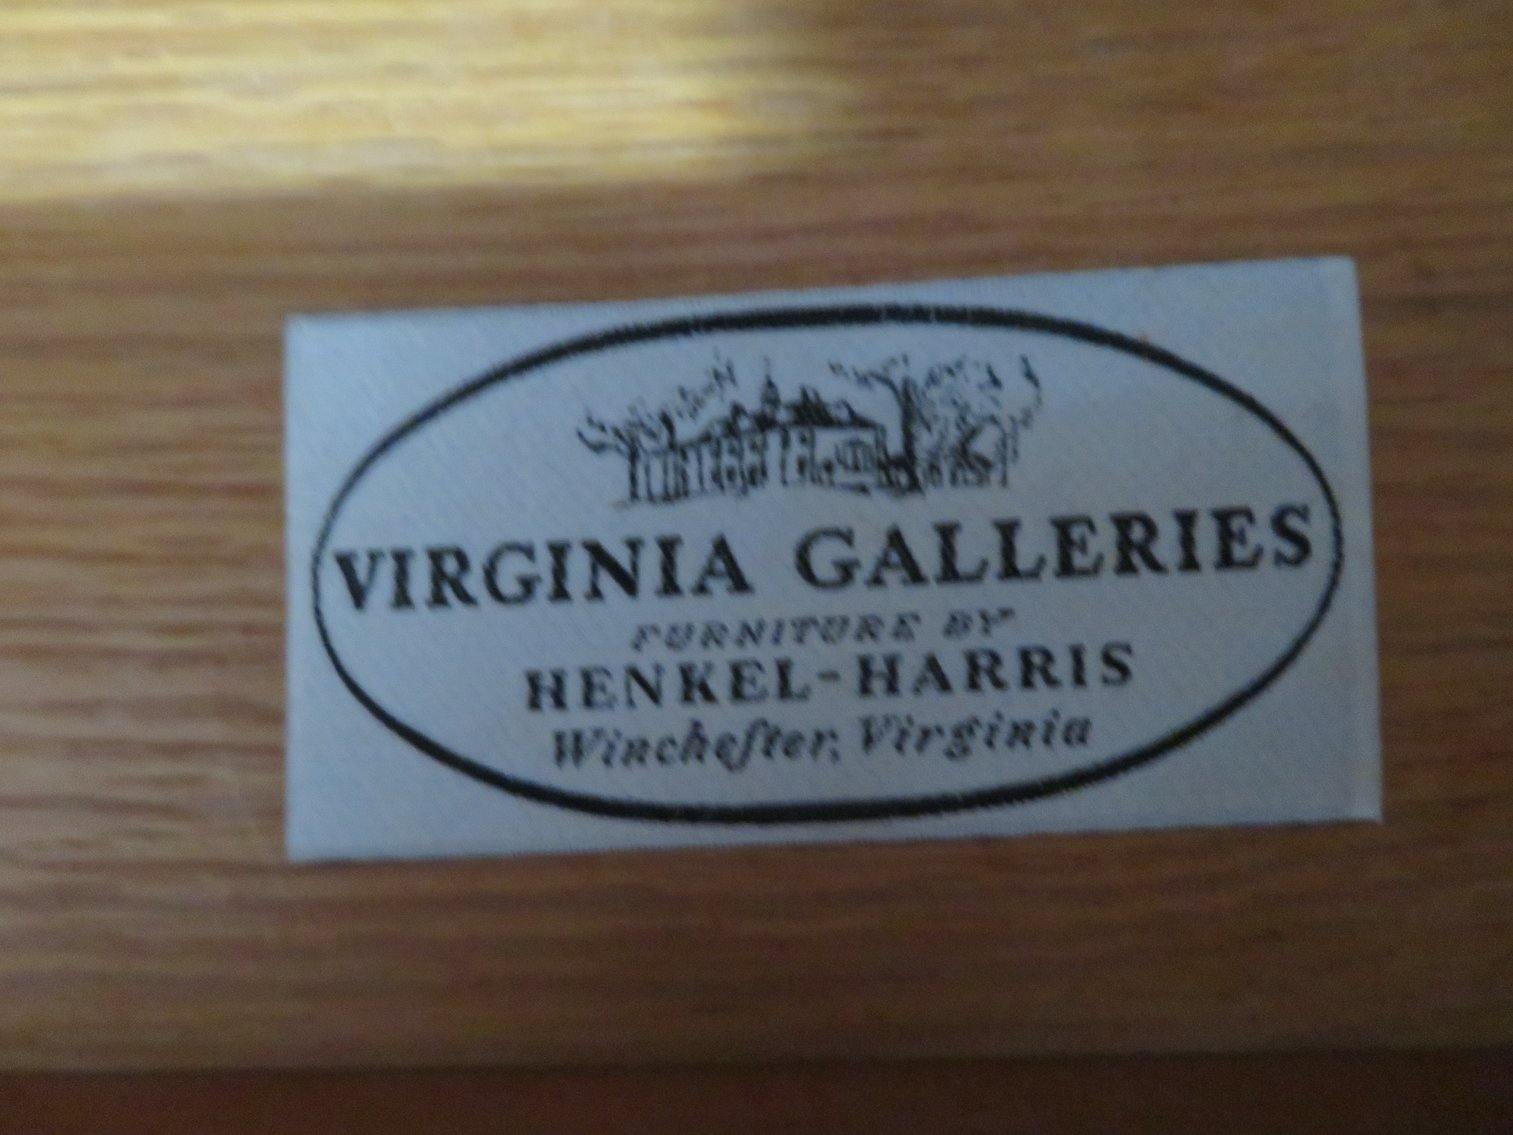 VIRGINIA GALLERIES
FURNITURE BY
HENKEL-HARRIS
Wincheſter, Virginia